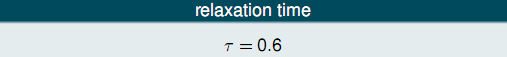 relaxation time
τ = 0.6